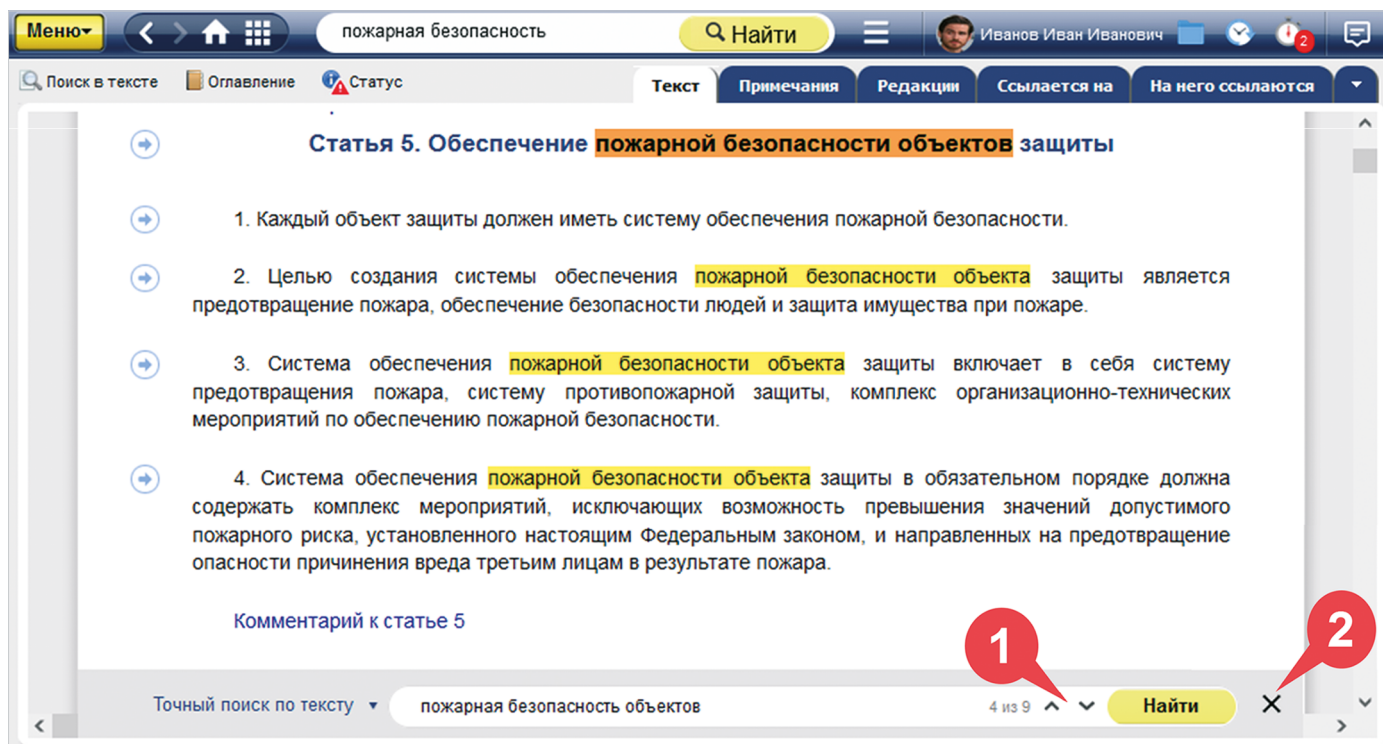 Меню
пожарная безопасность
Найти
Иванов Иван Иванович
2
Поиск в тексте
Оглавление
Статус
Текст
Примечания
Редакции
Ссылается на
На него ссылаются
Статья 5. Обеспечение пожарной безопасности объектов защиты
1. Каждый объект защиты должен иметь систему обеспечения пожарной безопасности.
2. Целью создания системы обеспечения пожарной безопасности объекта защиты является
предотвращение пожара, обеспечение безопасности людей и защита имущества при пожаре.
3. Система обеспечения пожарной безопасности объекта защиты включает в себя систему
предотвращения пожара, систему противопожарной защиты, комплекс организационно-технических
мероприятий по обеспечению пожарной безопасности.
4. Система обеспечения пожарной безопасности объекта защиты в обязательном порядке должна
содержать комплекс мероприятий, исключающих возможность превышения значений допустимого
пожарного риска, установленного настоящим Федеральным законом, и направленных на предотвращение
опасности причинения вреда третьим лицам в результате пожара.
Комментарий к статье 5
1
2
Точный поиск по тексту
пожарная безопасность объектов
4 из 9
Найти